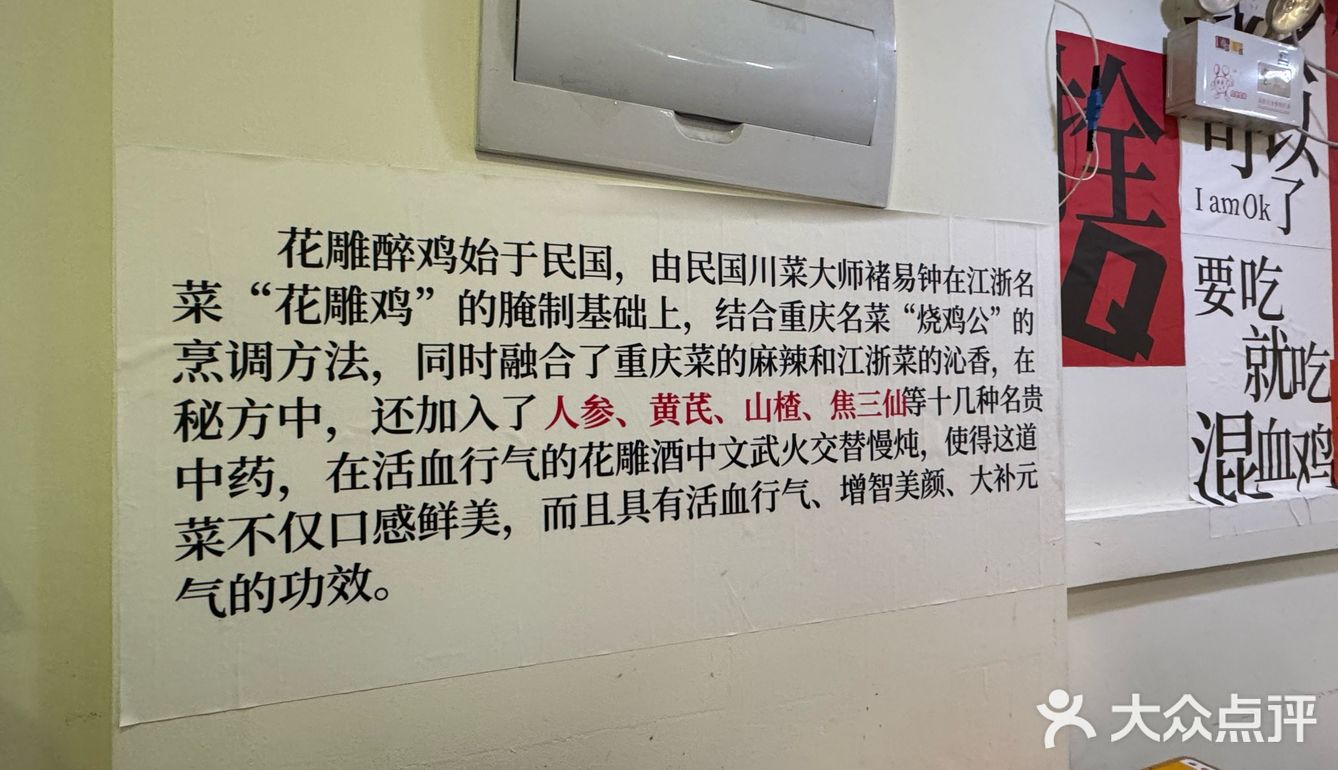 花雕醉鸡始于民国，由民国川菜大师褚易钟在江浙名
菜“花雕鸡”的腌制基础上，结合重庆名菜“烧鸡公”的
烹调方法，同时融合了重庆菜的麻辣和江浙菜的沁香，在
秘方中，还加入了人参、黄芪、山楂、焦三仙等十几种名贵
中药，在活血行气的花雕酒中文武火交替慢炖，使得这道
菜不仅口感鲜美，而且具有活血行气、增智美颜、大补元
气的功效。
栓
Q
可以
I am Ok
了
要吃
就吃
混血鸡
大众点评